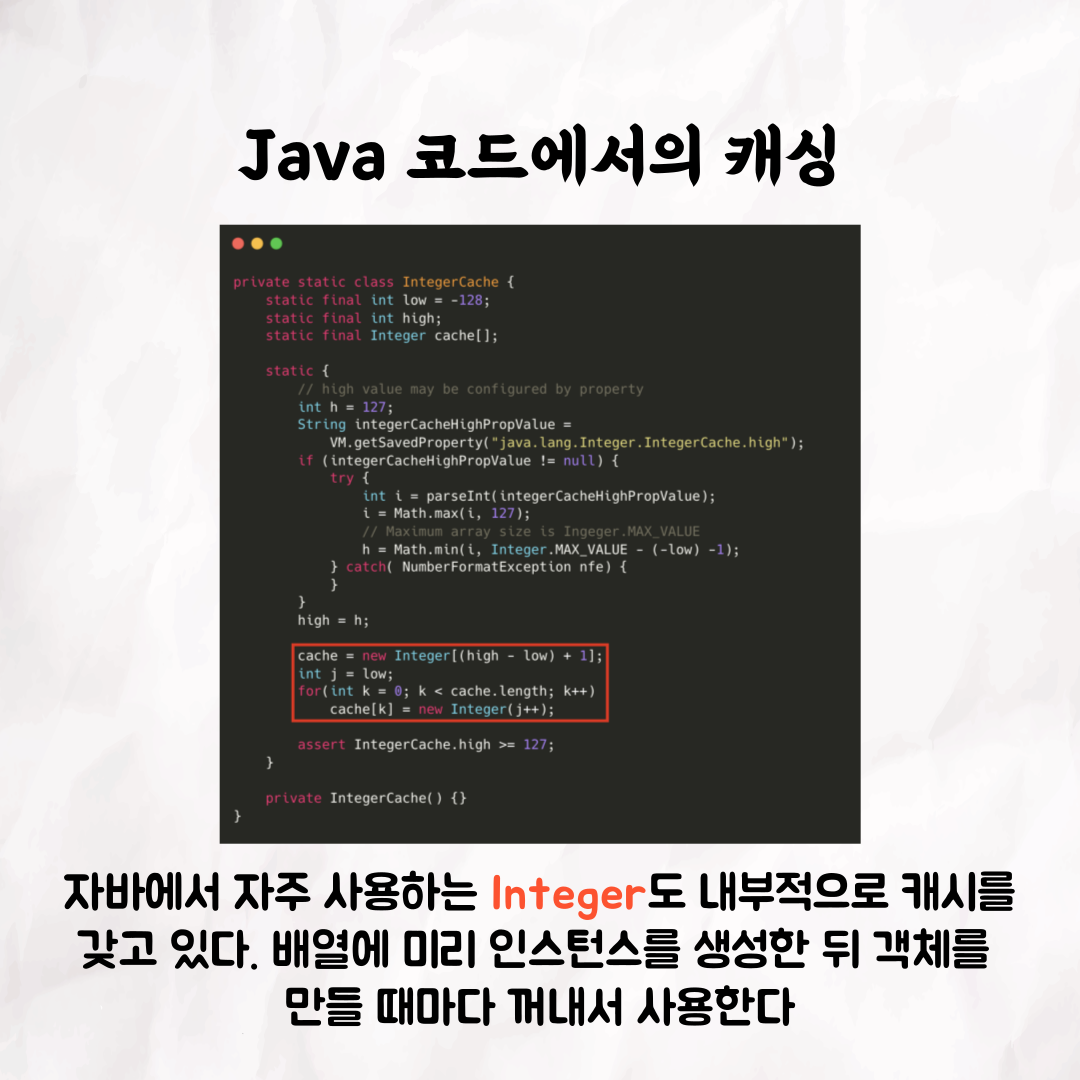 Java 코드에서의 캐싱
private static class IntegerCache {
    static final int low = -128;
    static final int high;
    static final Integer cache[];
    static {
        // high value may be configured by property
        int h = 127;
        String integerCacheHighPropValue =
            VM.getSavedProperty("java.lang.Integer.IntegerCache.high");
        if (integerCacheHighPropValue != null) {
            try {
                int i = parseInt(integerCacheHighPropValue);
                i = Math.max(i, 127);
                // Maximum array size is Ingeger.MAX_VALUE
                h = Math.min(i, Integer.MAX_VALUE - (-low) -1);
            } catch( NumberFormatException nfe) {
            }
        }
        high = h;
        cache = new Integer[(high - low) + 1];
        int j = low;
        for(int k = 0; k < cache.length; k++)
            cache[k] = new Integer(j++);
        assert IntegerCache.high >= 127;
    }
    private IntegerCache() {}
}
자바에서 자주 사용하는 Integer도 내부적으로 캐시를
갖고 있다. 배열에 미리 인스턴스를 생성한 뒤 객체를
만들 때마다 꺼내서 사용한다